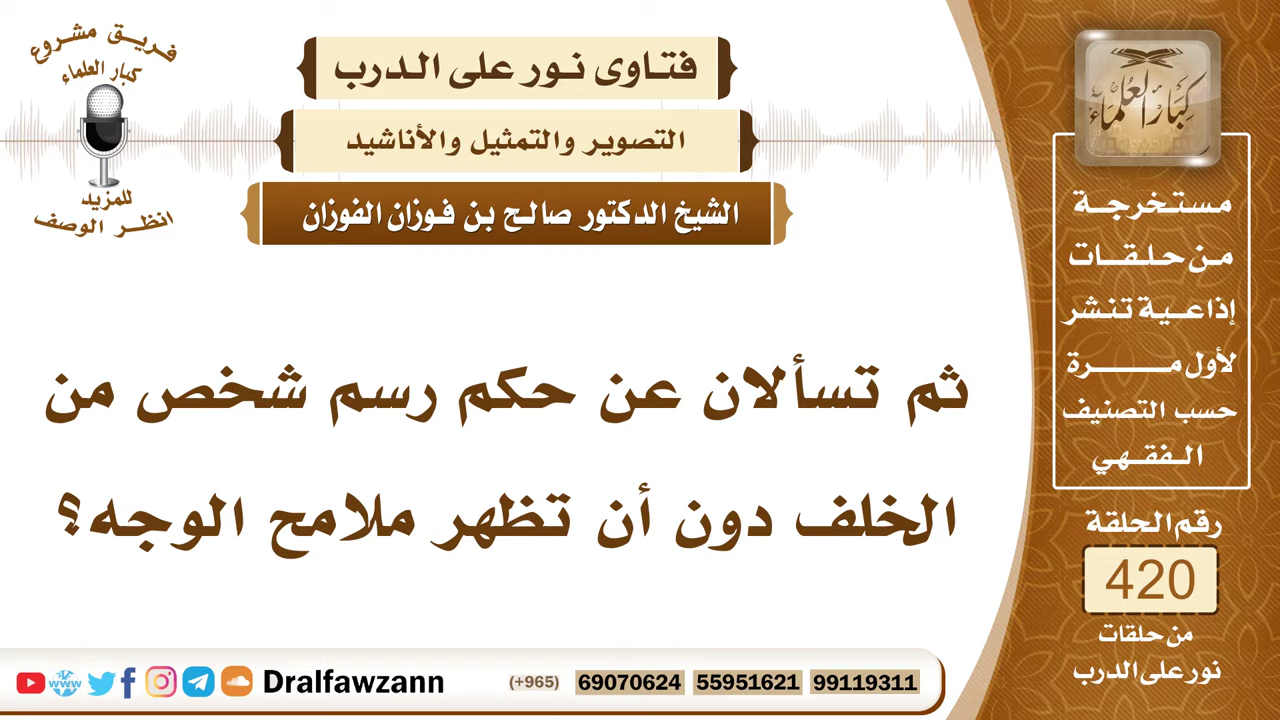 فريق مشروع
كبار العلماء
للمزيد
انظر الوصف
فتاوى نور على الدرب
التصوير والتمثيل والأناشيد
الشيخ الدكتور صالح بن فوزان الفوزان
ثم تسألان عن حكم رسم شخص من
الخلف دون أن تظهر ملامح الوجه؟
كبار العلماء
مستخرجة
من حلقات
إذاعية تنشر
لأول مرة
حسب التصنيف
الفقهي
رقم الحلقة
420
من حلقات
نور على الدرب
www Dralfawzann (+965) 69070624 55951621 99119311